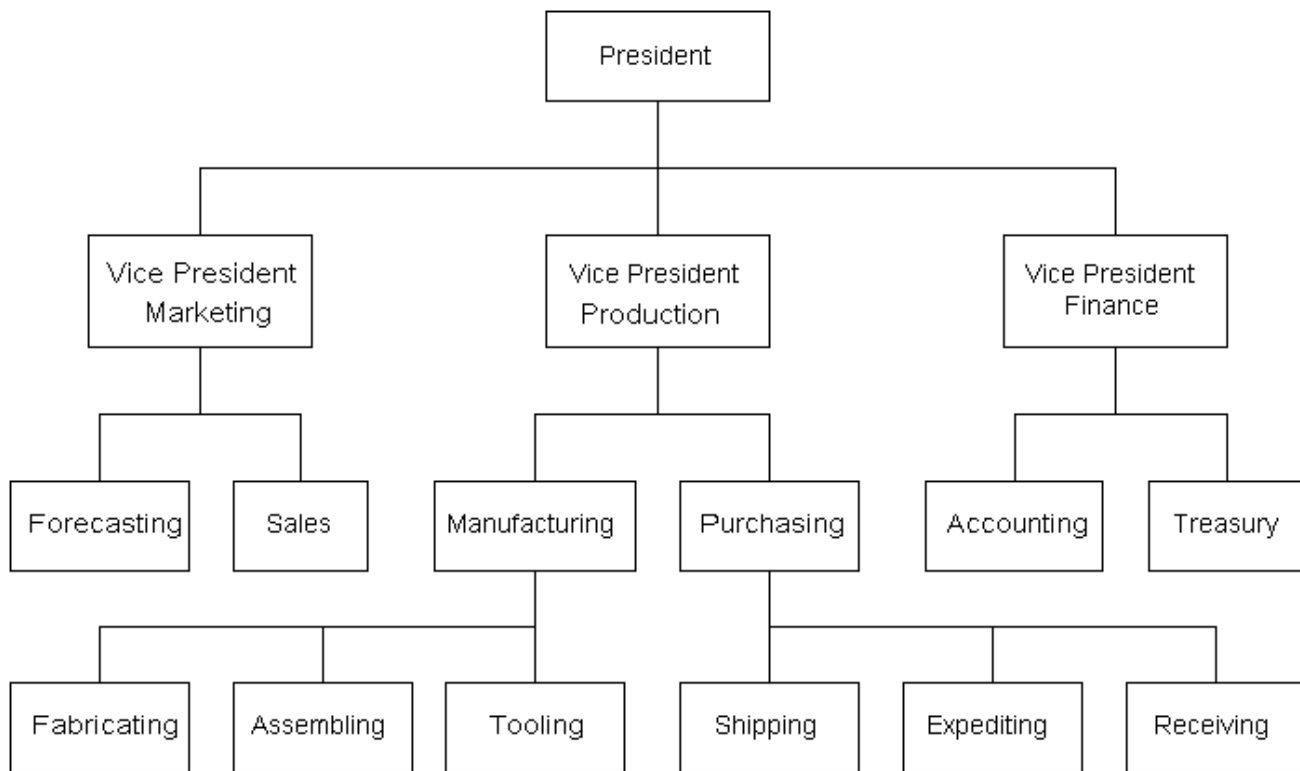 President
Vice President
Marketing
Vice President
Production
Vice President
Finance
Forecasting
Sales
Manufacturing
Purchasing
Accounting
Treasury
Fabricating
Assembling
Tooling
Shipping
Expediting
Receiving